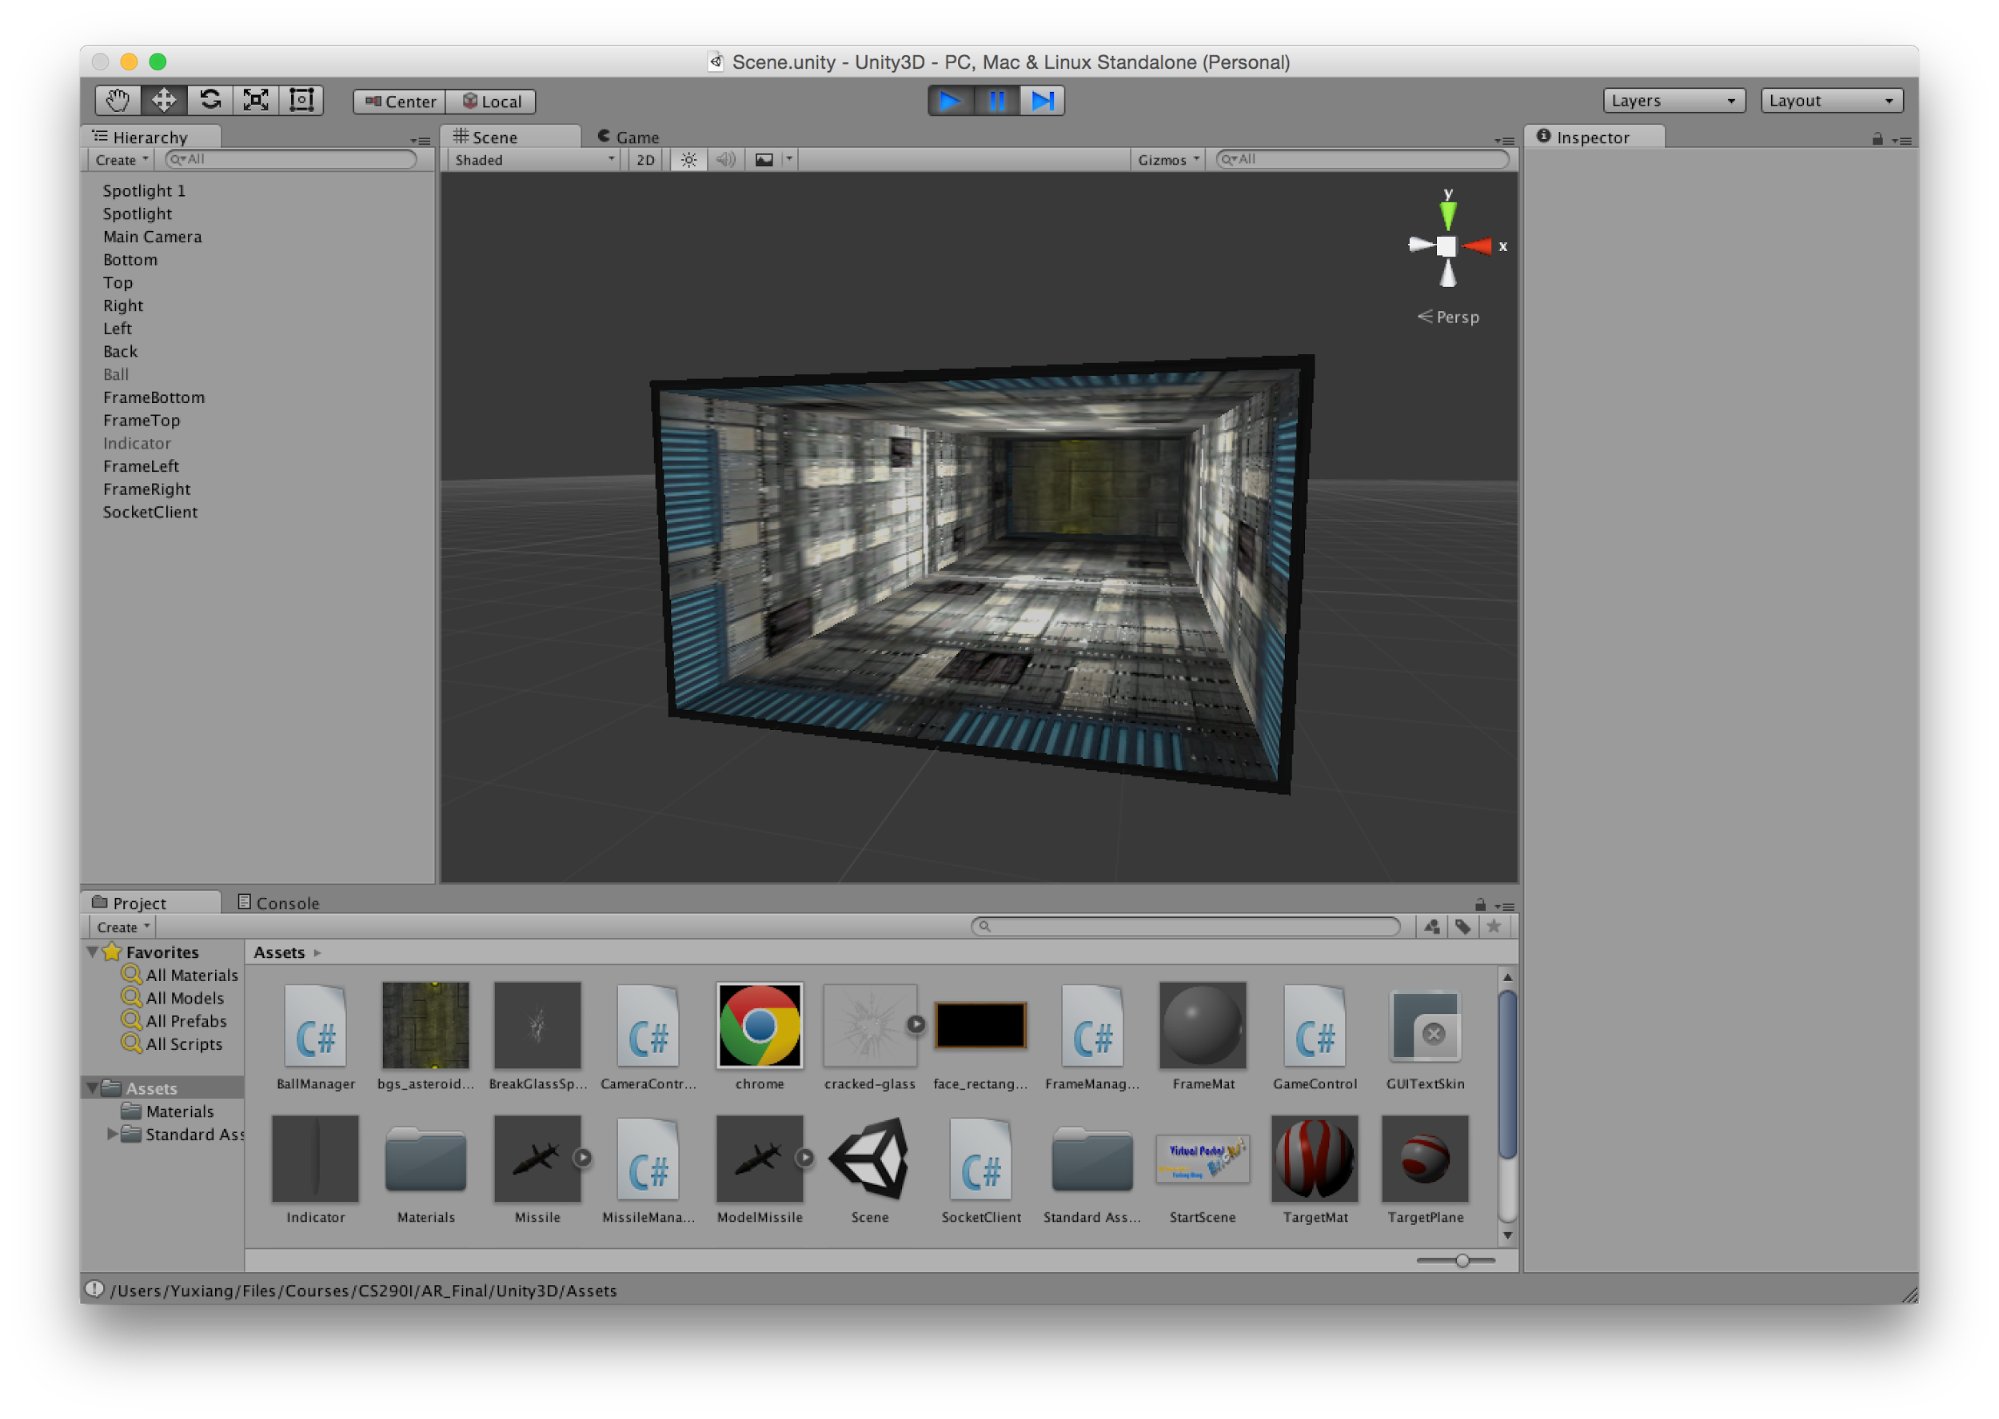 Scene.unity - Unity3D - PC, Mac & Linux Standalone (Personal)
Center Local
Layers Layout
Hierarchy
Create All
Spotlight 1
Spotlight
Main Camera
Bottom
Top
Right
Left
Back
Ball
FrameBottom
FrameTop
Indicator
FrameLeft
FrameRight
SocketClient
Scene Game
Shaded 2D Gizmos All
y
x
Persp
Inspector
Project Console
Create
Favorites
All Materials
All Models
All Prefabs
All Scripts
Assets
Materials
Standard Ass
Assets
C# C# C# C#
BallManager bgs_asteroid... BreakGlassSp... CameraContr... chrome cracked-glass face_rectang... FrameManag... FrameMat GameControl GUITextSkin
C# C# Virtual Portal
Indicator Materials Missile MissileMana... ModelMissile Scene SocketClient Standard Ass... StartScene TargetMat TargetPlane
/Users/Yuxiang/Files/Courses/CS290I/AR_Final/Unity3D/Assets